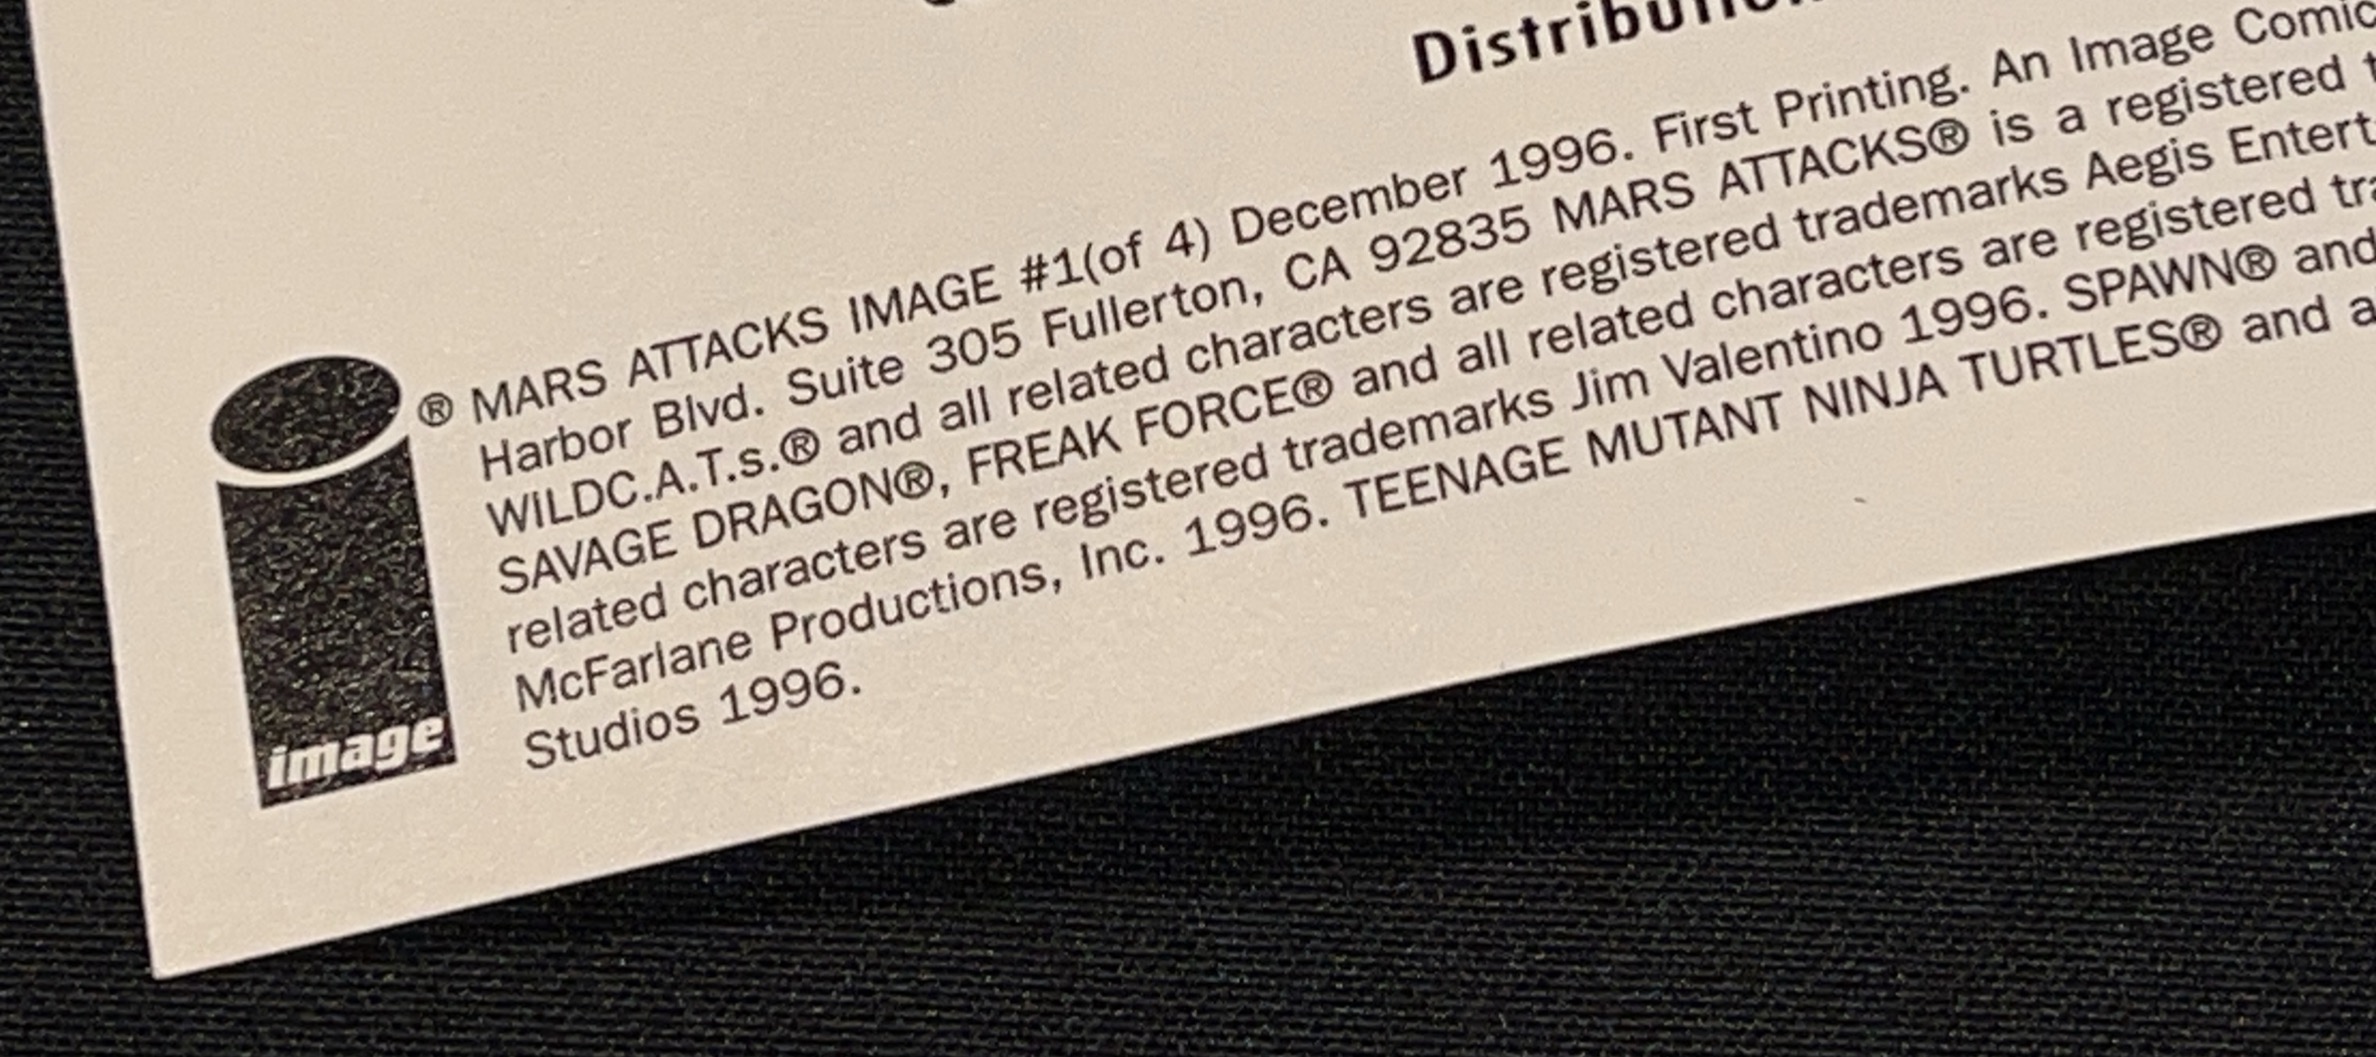 MARS ATTACKS IMAGE #1(of 4) December 1996. First Printing. An Image
Harbor Blvd. Suite 305 Fullerton, CA 92835 MARS ATTACKS® is a registered
WILDC.A.T.s.® and all related characters are registered trademarks Aegis
SAVAGE DRAGON®, FREAK FORCE® and all related characters are registered
related characters are registered trademarks Jim Valentino 1996. SPAWN® and
McFarlane Productions, Inc. 1996. TEENAGE MUTANT NINJA TURTLES® and
Studios 1996.
®
image